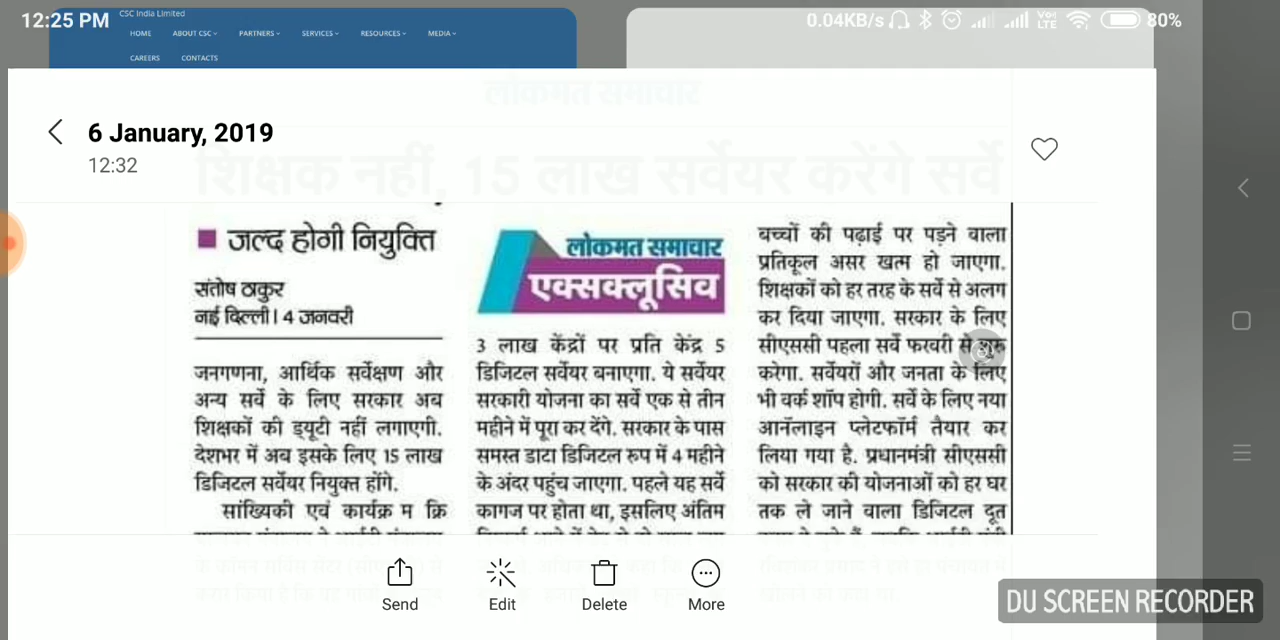 12:25 PM
0.04KB/s
VoI LTE
80%
CSC India Limited
HOME ABOUT CSC PARTNERS SERVICES RESOURCES MEDIA
CAREERS CONTACTS
लोकमत समाचार
6 January, 2019
12:32
शिक्षक नहीं, 15 लाख सर्वेयर करेंगे सर्वे
जल्द होगी नियुक्ति
संतोष ठाकुर
नई दिल्ली। 4 जनवरी
जनगणना, आर्थिक सर्वेक्षण और
अन्य सर्वे के लिए सरकार अब
शिक्षकों की ड्यूटी नहीं लगाएगी.
देशभर में अब इसके लिए 15 लाख
डिजिटल सर्वेयर नियुक्त होंगे.
सांख्यिकी एवं कार्यक्र म क्रि
लोकमत समाचार
एक्सक्लूसिव
3 लाख केंद्रों पर प्रति केंद्र 5
डिजिटल सर्वेयर बनाएगा. ये सर्वेयर
सरकारी योजना का सर्वे एक से तीन
महीने में पूरा कर देंगे. सरकार के पास
समस्त डाटा डिजिटल रूप में 4 महीने
के अंदर पहुंच जाएगा. पहले यह सर्वे
कागज पर होता था, इसलिए अंतिम
बच्चों की पढ़ाई पर पड़ने वाला
प्रतिकूल असर खत्म हो जाएगा.
शिक्षकों को हर तरह के सर्वे से अलग
कर दिया जाएगा. सरकार के लिए
सीएससी पहला सर्वे फरवरी से शुरू
करेगा. सर्वेयरों और जनता के लिए
भी वर्क शॉप होगी. सर्वे के लिए नया
आनॅलाइन प्लेटफॉर्म तैयार कर
लिया गया है. प्रधानमंत्री सीएससी
को सरकार की योजनाओं को हर घर
तक ले जाने वाला डिजिटल दूत
Send Edit Delete More
DU SCREEN RECORDER